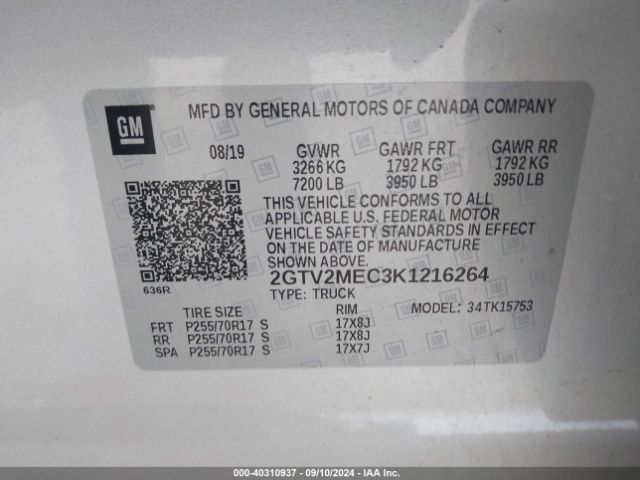 GM
MFD BY GENERAL MOTORS OF CANADA COMPANY
08/19 GVWR GAWR FRT GAWR RR
3266 KG 1792 KG 1792 KG
7200 LB 3950 LB 3950 LB
THIS VEHICLE CONFORMS TO ALL
APPLICABLE U.S. FEDERAL MOTOR
VEHICLE SAFETY STANDARDS IN EFFECT
ON THE DATE OF MANUFACTURE
SHOWN ABOVE.
636R
2GTV2MEC3K1216264
TYPE: TRUCK MODEL: 34TK15753
TIRE SIZE RIM
FRT P255/70R17 S 17X8J
RR P255/70R17 S 17X8J
SPA P255/70R17 S 17X7J
000-40310937 - 09/10/2024 - IAA Inc.